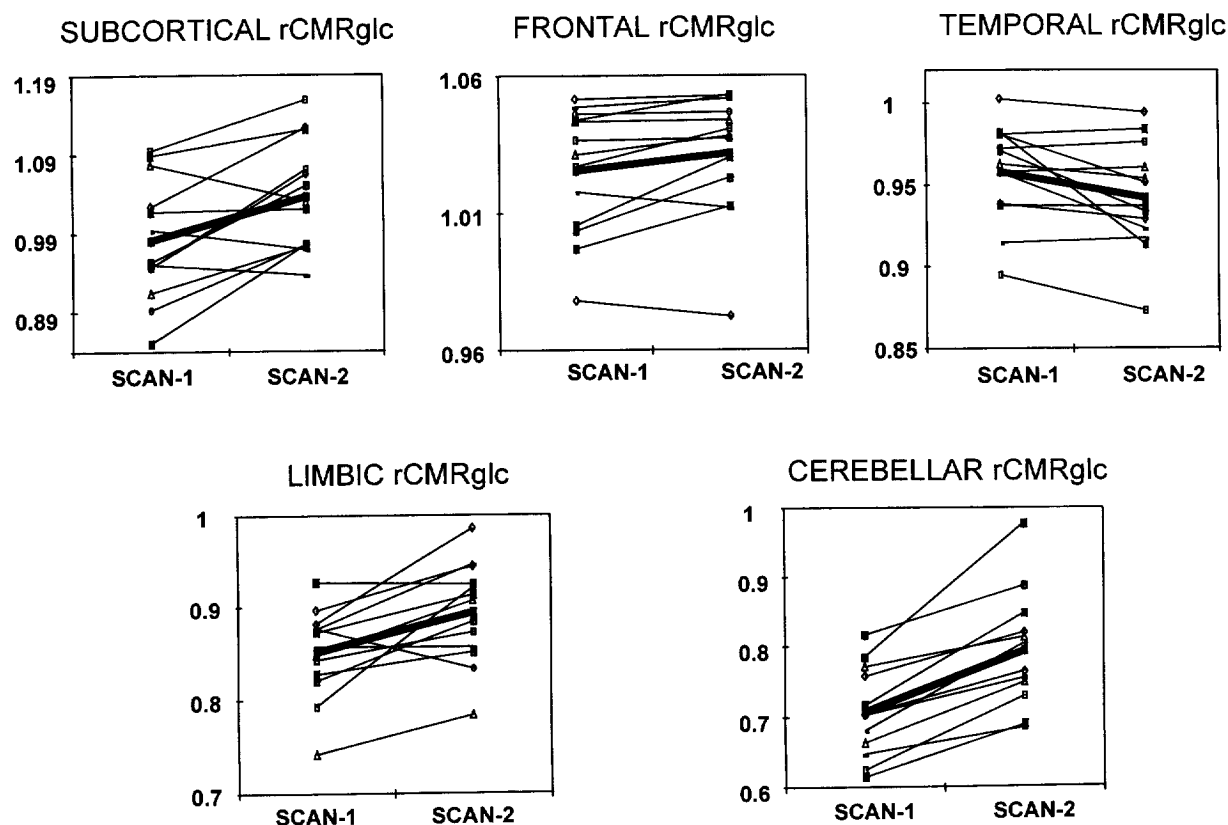 SUBCORTICAL rCMRglc
1.19
1.09
0.99
0.89
SCAN-1 SCAN-2
FRONTAL rCMRglc
1.06
1.01
0.96
SCAN-1 SCAN-2
TEMPORAL rCMRglc
1
0.95
0.9
0.85
SCAN-1 SCAN-2
LIMBIC rCMRglc
1
0.9
0.8
0.7
SCAN-1 SCAN-2
CEREBELLAR rCMRglc
1
0.9
0.8
0.7
0.6
SCAN-1 SCAN-2